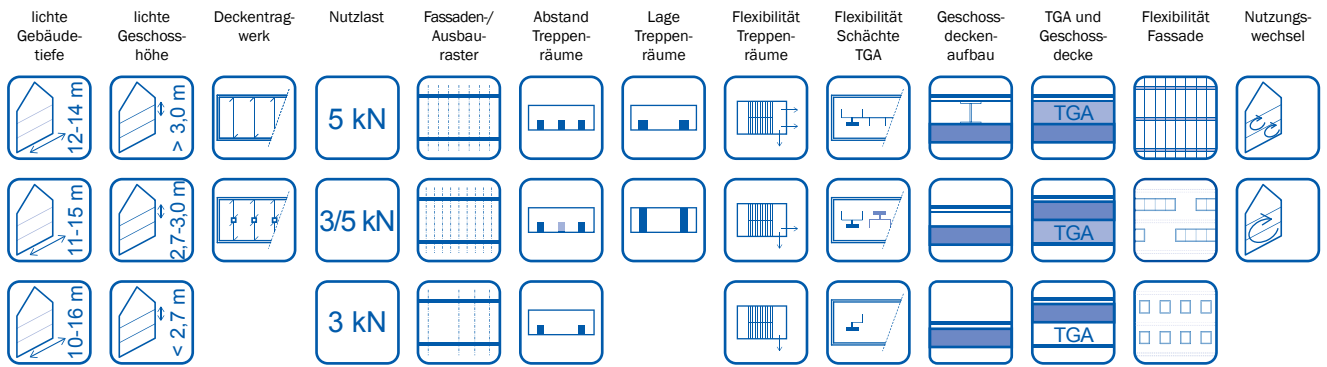 lichte
Gebäude-
tiefe
lichte
Geschoss-
höhe
Deckentrag-
werk
Nutzlast
Fassaden-/
Ausbau-
raster
Abstand
Treppen-
räume
Lage
Treppen-
räume
Flexibilität
Treppen-
räume
Flexibilität
Schächte
TGA
Geschoss-
decken-
aufbau
TGA und
Geschoss-
decke
Flexibilität
Fassade
Nutzungs-
wechsel
12-14 m
> 3,0 m
5 kN
TGA
11-15 m
2,7-3,0 m
3/5 kN
TGA
10-16 m
< 2,7 m
3 kN
TGA